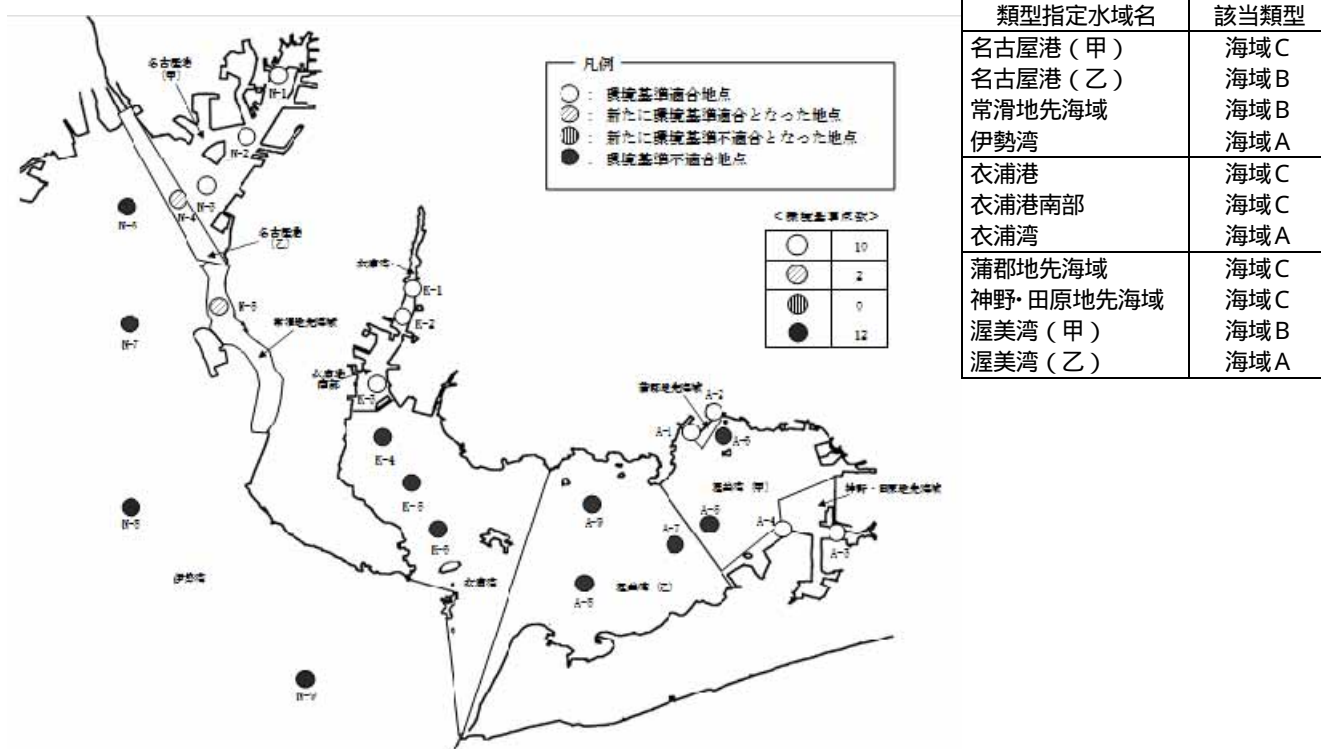 名古屋港
(甲)
N-1
N-2
N-3
N-4
N-6
名古屋港
(乙)
N-5
N-7
常滑地先海域
N-8
伊勢湾
N-9
衣浦港
K-1
K-2
衣浦港
南部
K-3
K-4
K-5
K-6
衣浦湾
蒲郡地先海域
A-2
A-1
A-6
渥美湾 (甲)
神野・田原地先海域
A-5
A-4
A-3
A-7
A-9
A-8
渥美湾 (乙)
凡例
: 環境基準適合地点
: 新たに環境基準適合となった地点
: 新たに環境基準不適合となった地点
: 環境基準不適合地点
<環境基準点数>
10
2
0
12
類型指定水域名 該当類型
名古屋港(甲) 海域C
名古屋港(乙) 海域B
常滑地先海域 海域B
伊勢湾 海域A
衣浦港 海域C
衣浦港南部 海域C
衣浦湾 海域A
蒲郡地先海域 海域C
神野・田原地先海域 海域C
渥美湾(甲) 海域B
渥美湾(乙) 海域A